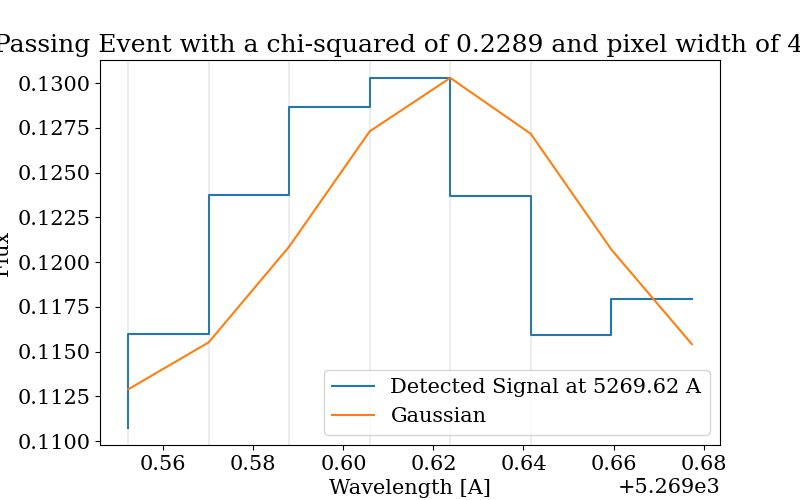 Passing Event with a chi-squared of 0.2289 and pixel width of 4
0.1300
0.1275
0.1250
0.1225
0.1200
0.1175
0.1150
0.1125
0.1100
Flux
Detected Signal at 5269.62 A
Gaussian
0.56 0.58 0.60 0.62 0.64 0.66 0.68
Wavelength [A]
+5.269e3